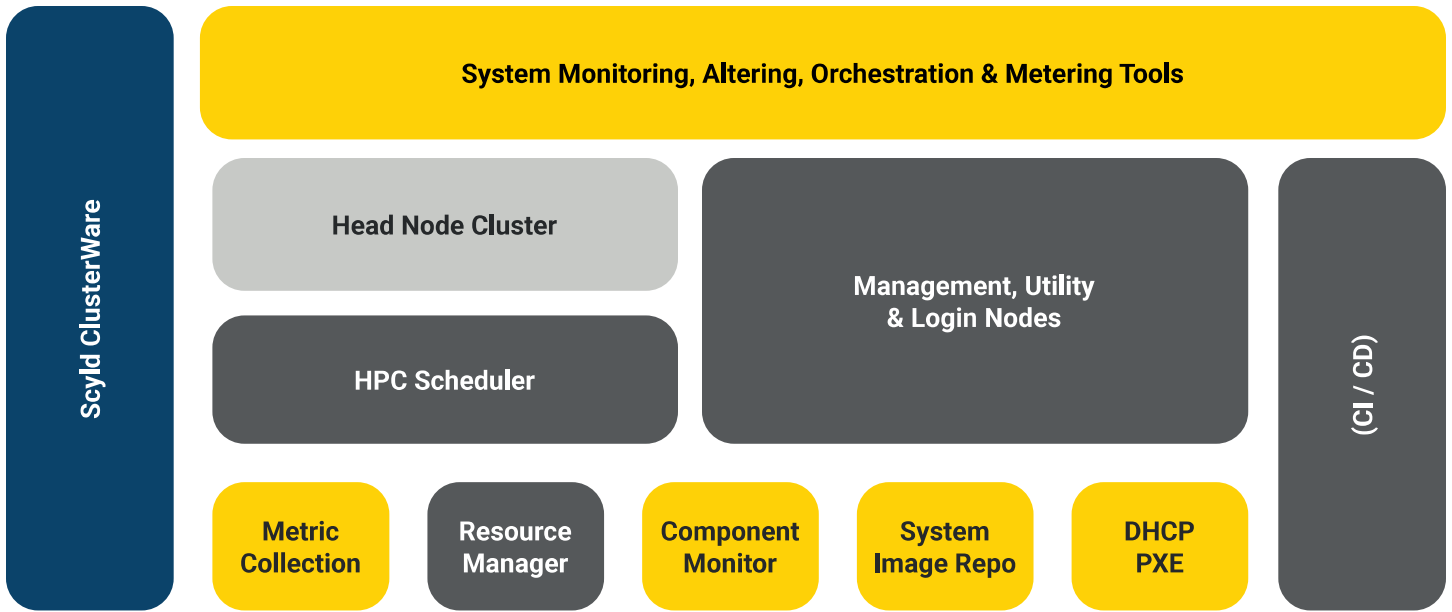 Scyld ClusterWare
System Monitoring, Altering, Orchestration & Metering Tools
Head Node Cluster
Management, Utility
& Login Nodes
HPC Scheduler
(CI / CD)
Metric
Collection
Resource
Manager
Component
Monitor
System
Image Repo
DHCP
PXE